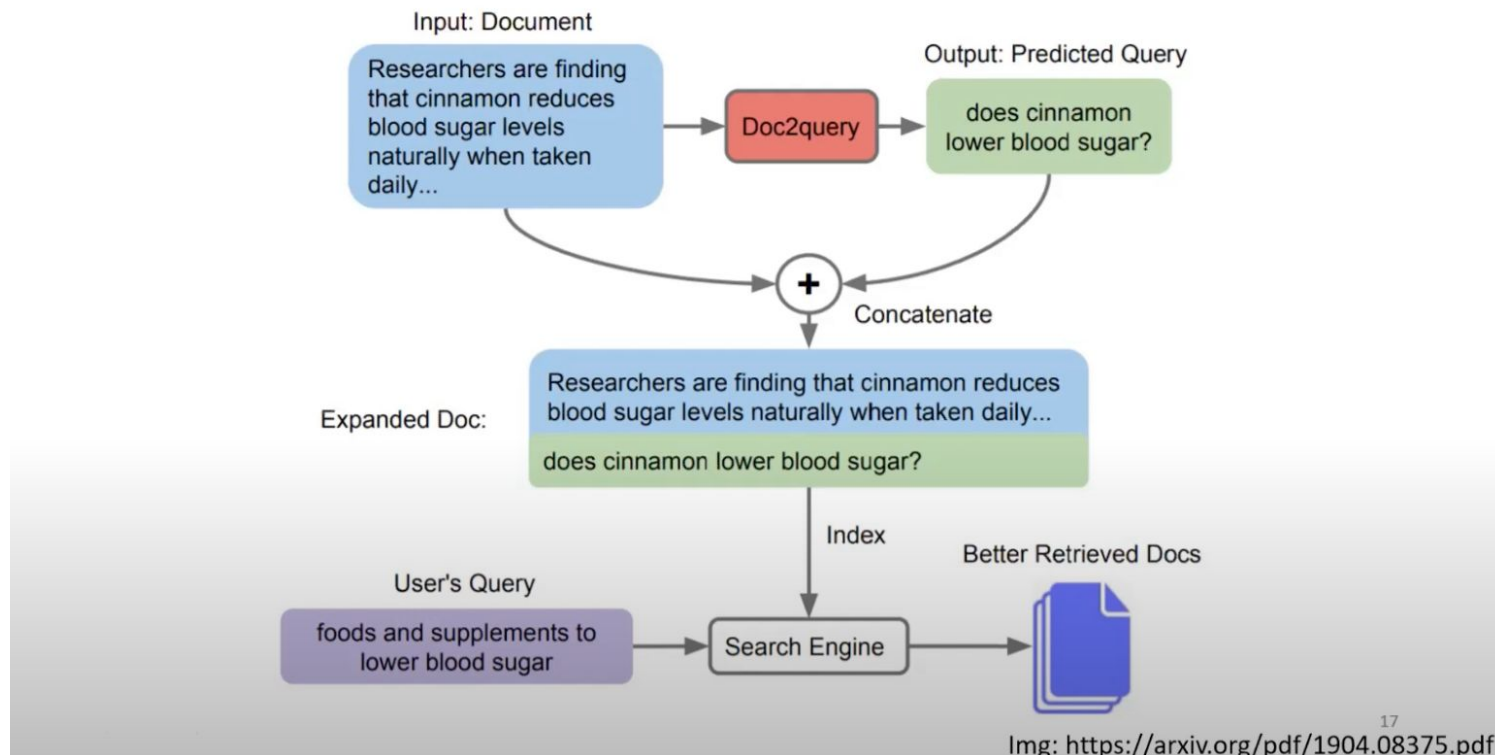 Input: Document
Researchers are finding
that cinnamon reduces
blood sugar levels
naturally when taken
daily...
Doc2query
Output: Predicted Query
does cinnamon
lower blood sugar?
+
Concatenate
Expanded Doc:
Researchers are finding that cinnamon reduces
blood sugar levels naturally when taken daily...
does cinnamon lower blood sugar?
Index
User's Query
foods and supplements to
lower blood sugar
Search Engine
Better Retrieved Docs
17
Img: https://arxiv.org/pdf/1904.08375.pdf